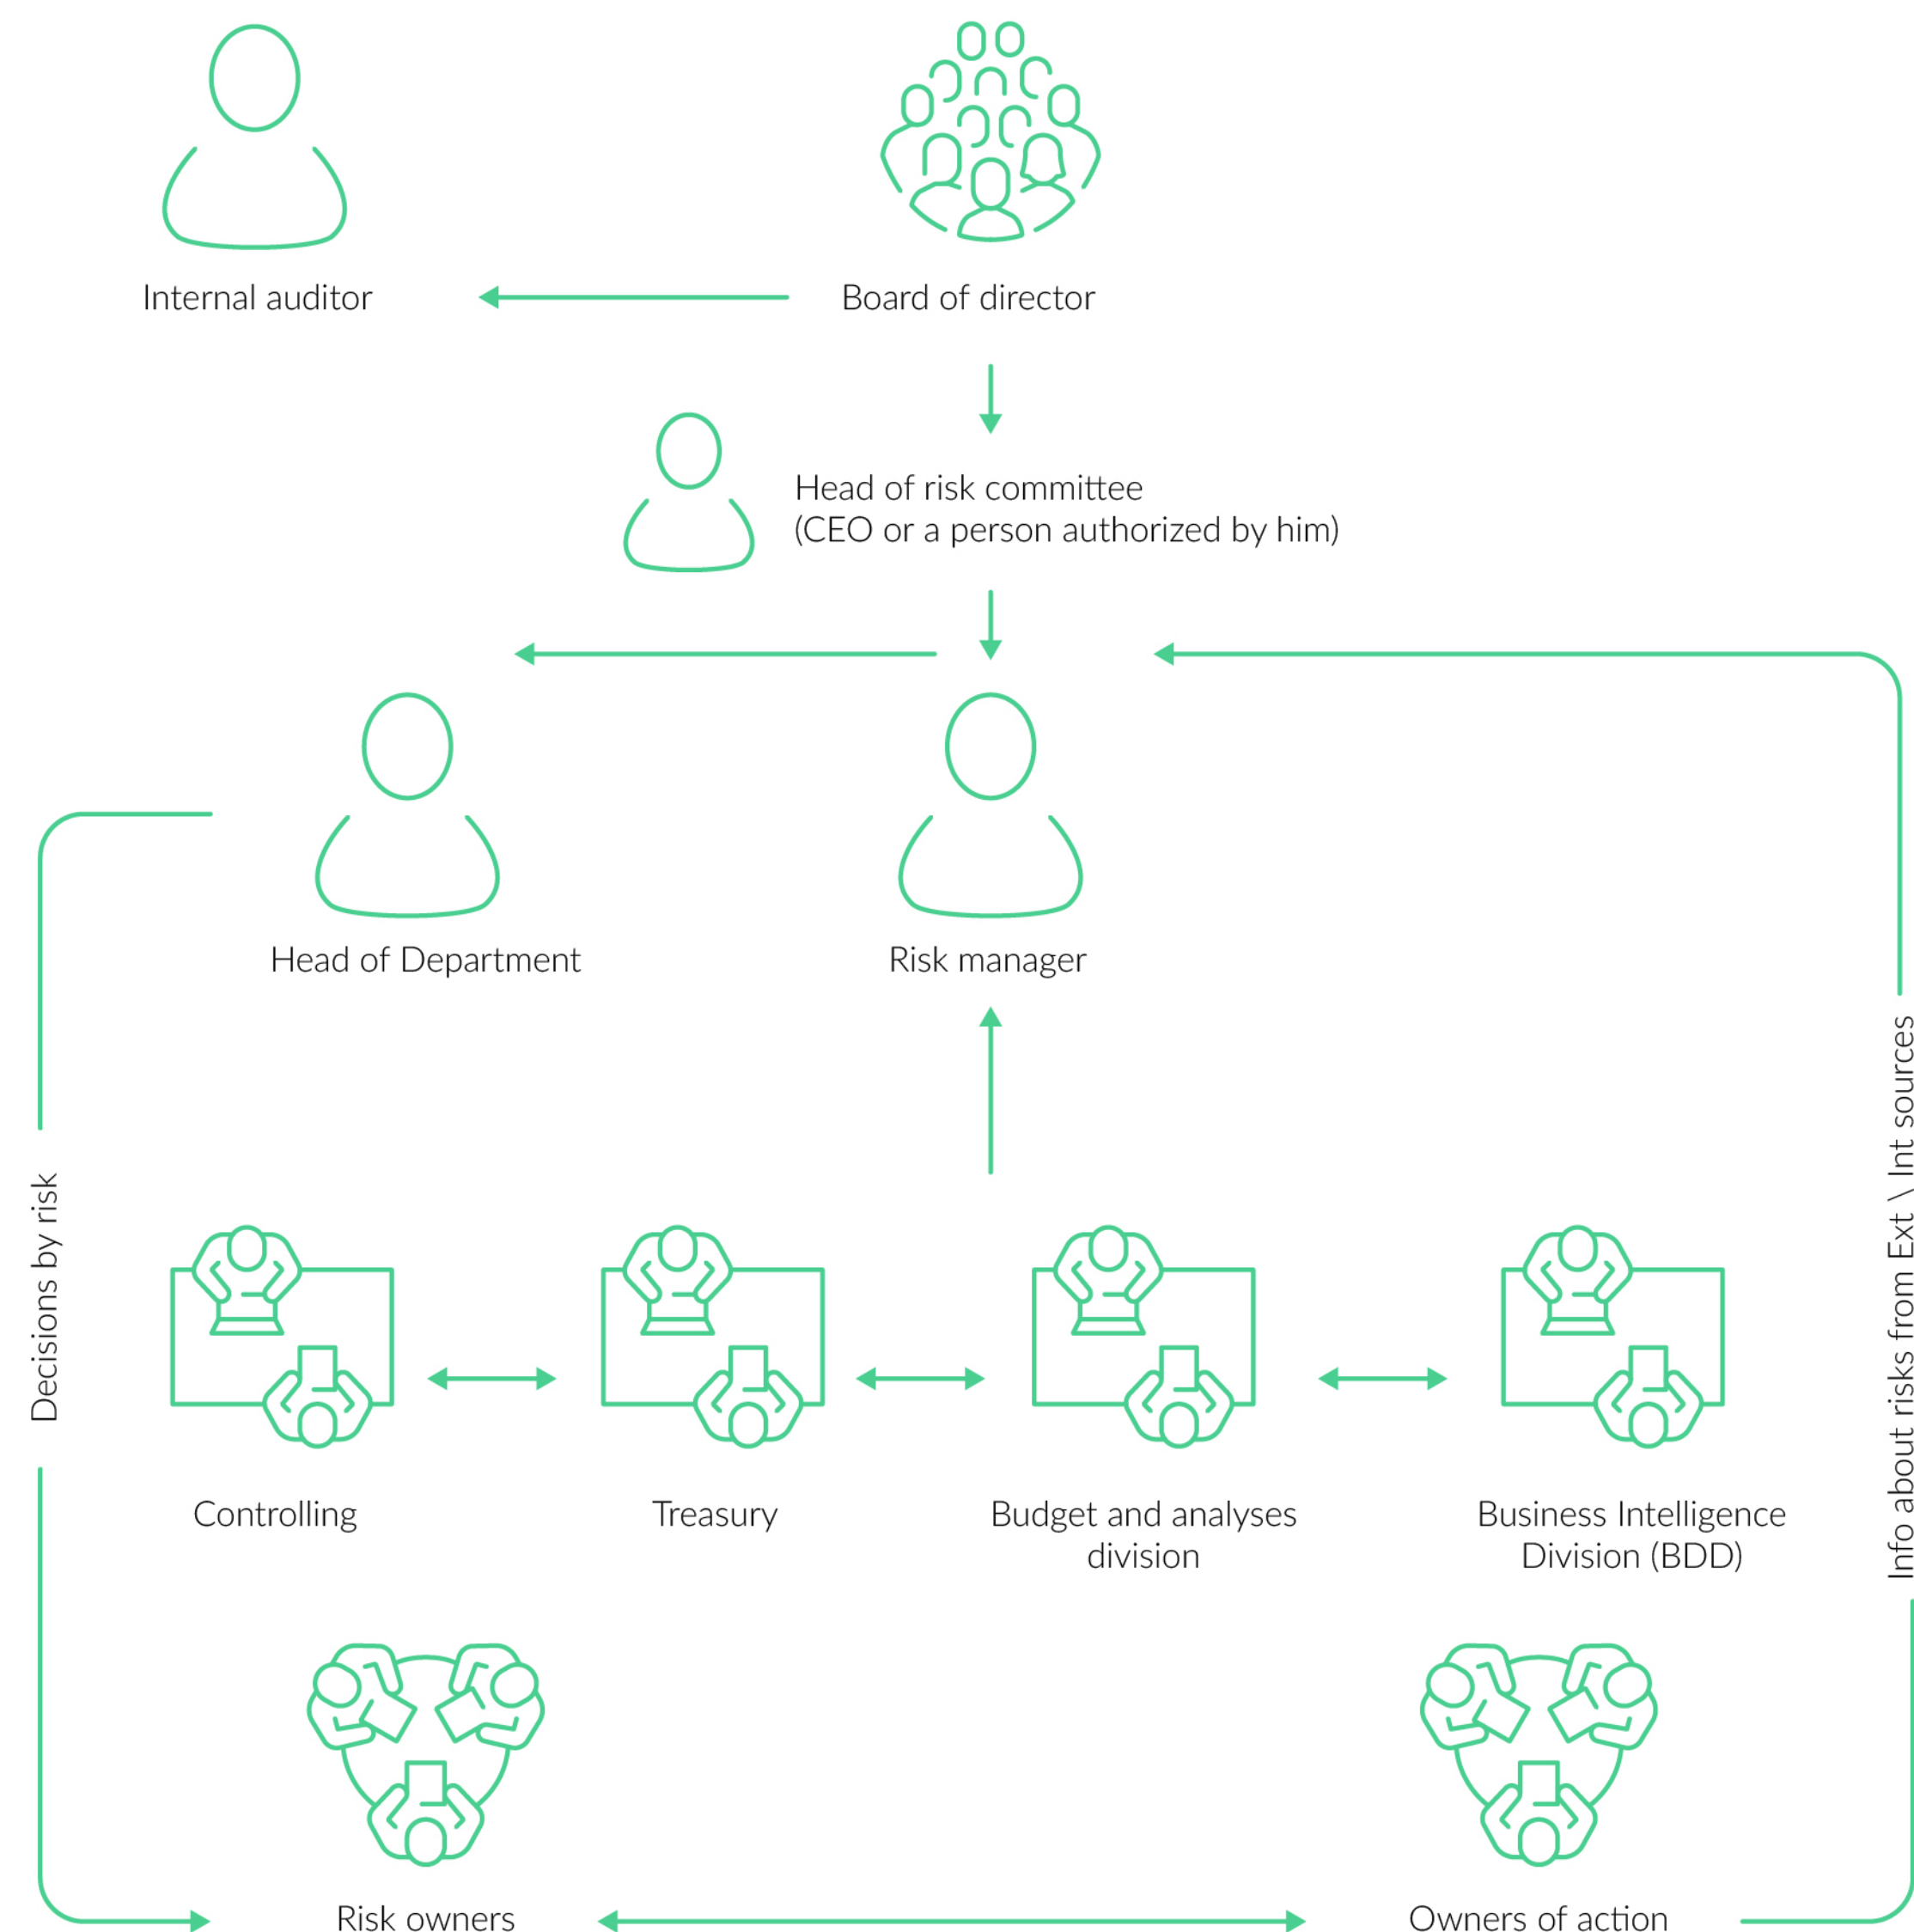 Internal auditor
Board of director
Head of risk committee
(CEO or a person authorized by him)
Head of Department
Risk manager
Decisions by risk
Info about risks from Ext \ Int sources
Controlling
Treasury
Budget and analyses
division
Business Intelligence
Division (BDD)
Risk owners
Owners of action